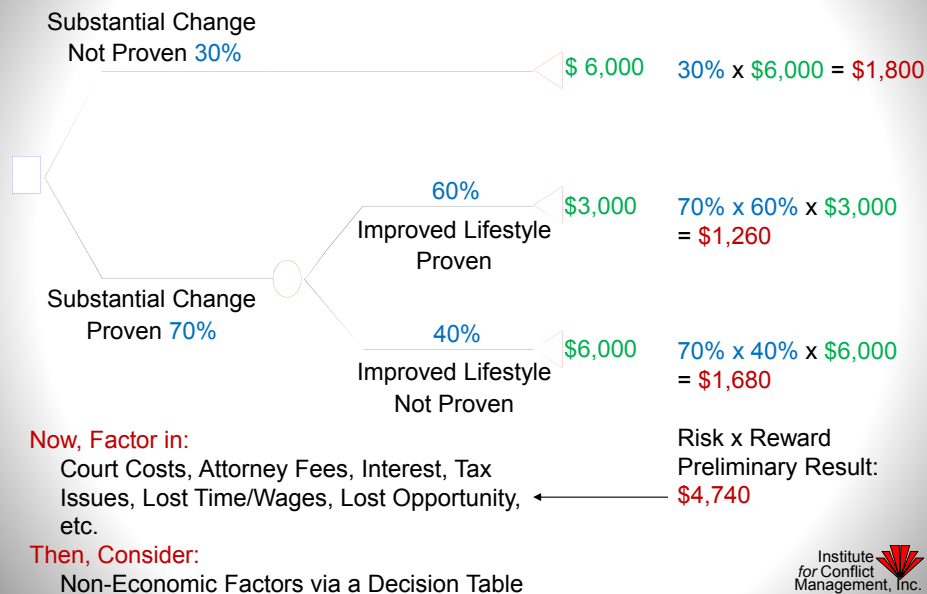 Substantial Change
Not Proven 30%
$ 6,000
30% x $6,000 = $1,800
60%
Improved Lifestyle
Proven
$3,000
70% x 60% x $3,000
= $1,260
Substantial Change
Proven 70%
40%
Improved Lifestyle
Not Proven
$6,000
70% x 40% x $6,000
= $1,680
Now, Factor in:
Court Costs, Attorney Fees, Interest, Tax
Issues, Lost Time/Wages, Lost Opportunity,
etc.
Risk x Reward
Preliminary Result:
$4,740
Then, Consider:
Non-Economic Factors via a Decision Table
Institute
for Conflict
Management, Inc.